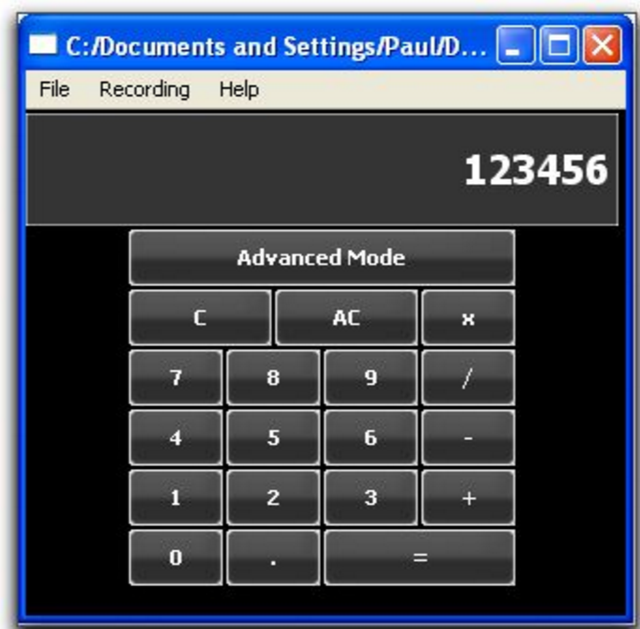 C:/Documents and Settings/Paul/D...
File Recording Help
123456
Advanced Mode
C AC x
7 8 9 /
4 5 6 -
1 2 3 +
0 . =